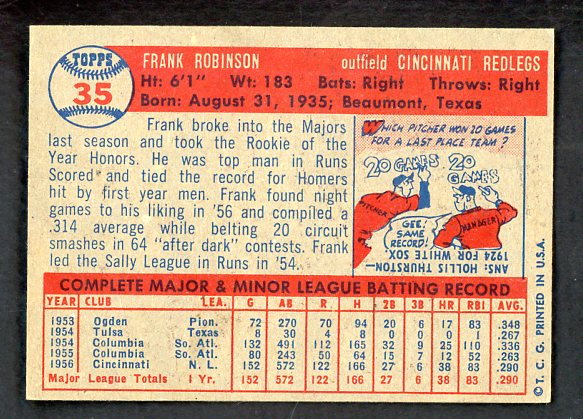 TOPPS
35
FRANK ROBINSON outfield CINCINNATI REDLEGS
Ht: 6'1" Wt: 183 Bats: Right Throws: Right
Born: August 31, 1935; Beaumont, Texas
Frank broke into the Majors
last season and took the Rookie of
the Year Honors. He was top man in Runs
Scored and tied the record for Homers
hit by first year men. Frank found night
games to his liking in '56 and compiled a
.314 average while belting 20 circuit
smashes in 64 "after dark" contests. Frank
led the Sally League in Runs in '54.
WHICH PITCHER WON 20 GAMES
FOR A LAST PLACE TEAM?
20 GAMES
20 GAMES
PITCHER
MANAGER
GEE!
SAME
RECORD!
ANS: HOLLIS THURSTON-
1924 FOR WHITE SOX.
COMPLETE MAJOR & MINOR LEAGUE BATTING RECORD
YEAR CLUB LEA. G AB R H 2B 3B HR RBI AVG.
1953 Ogden Pion. 72 270 70 94 20 6 17 83 .348
1954 Tulsa Texas 8 30 4 8 0 0 0 1 .267
1954 Columbia So. Atl. 132 491 112 165 32 9 25 110 .336
1955 Columbia So. Atl. 80 243 50 64 15 7 12 52 .263
1956 Cincinnati N. L. 152 572 122 166 27 6 38 83 .290
Major League Totals 1 Yr. 152 572 122 166 27 6 38 83 .290
© T. C. G. PRINTED IN U.S.A.